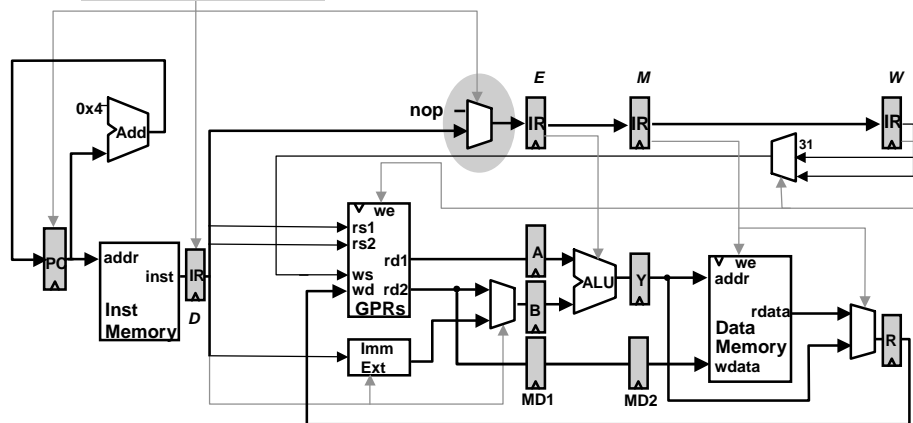 E
M
W
nop
IR
IR
IR
31
0x4
Add
we
rs1
rs2
rd1
ws
wd
rd2
GPRs
A
B
ALU
Y
we
addr
rdata
Data
Memory
wdata
R
PC
addr
inst
Inst
Memory
IR
D
Imm
Ext
MD1
MD2